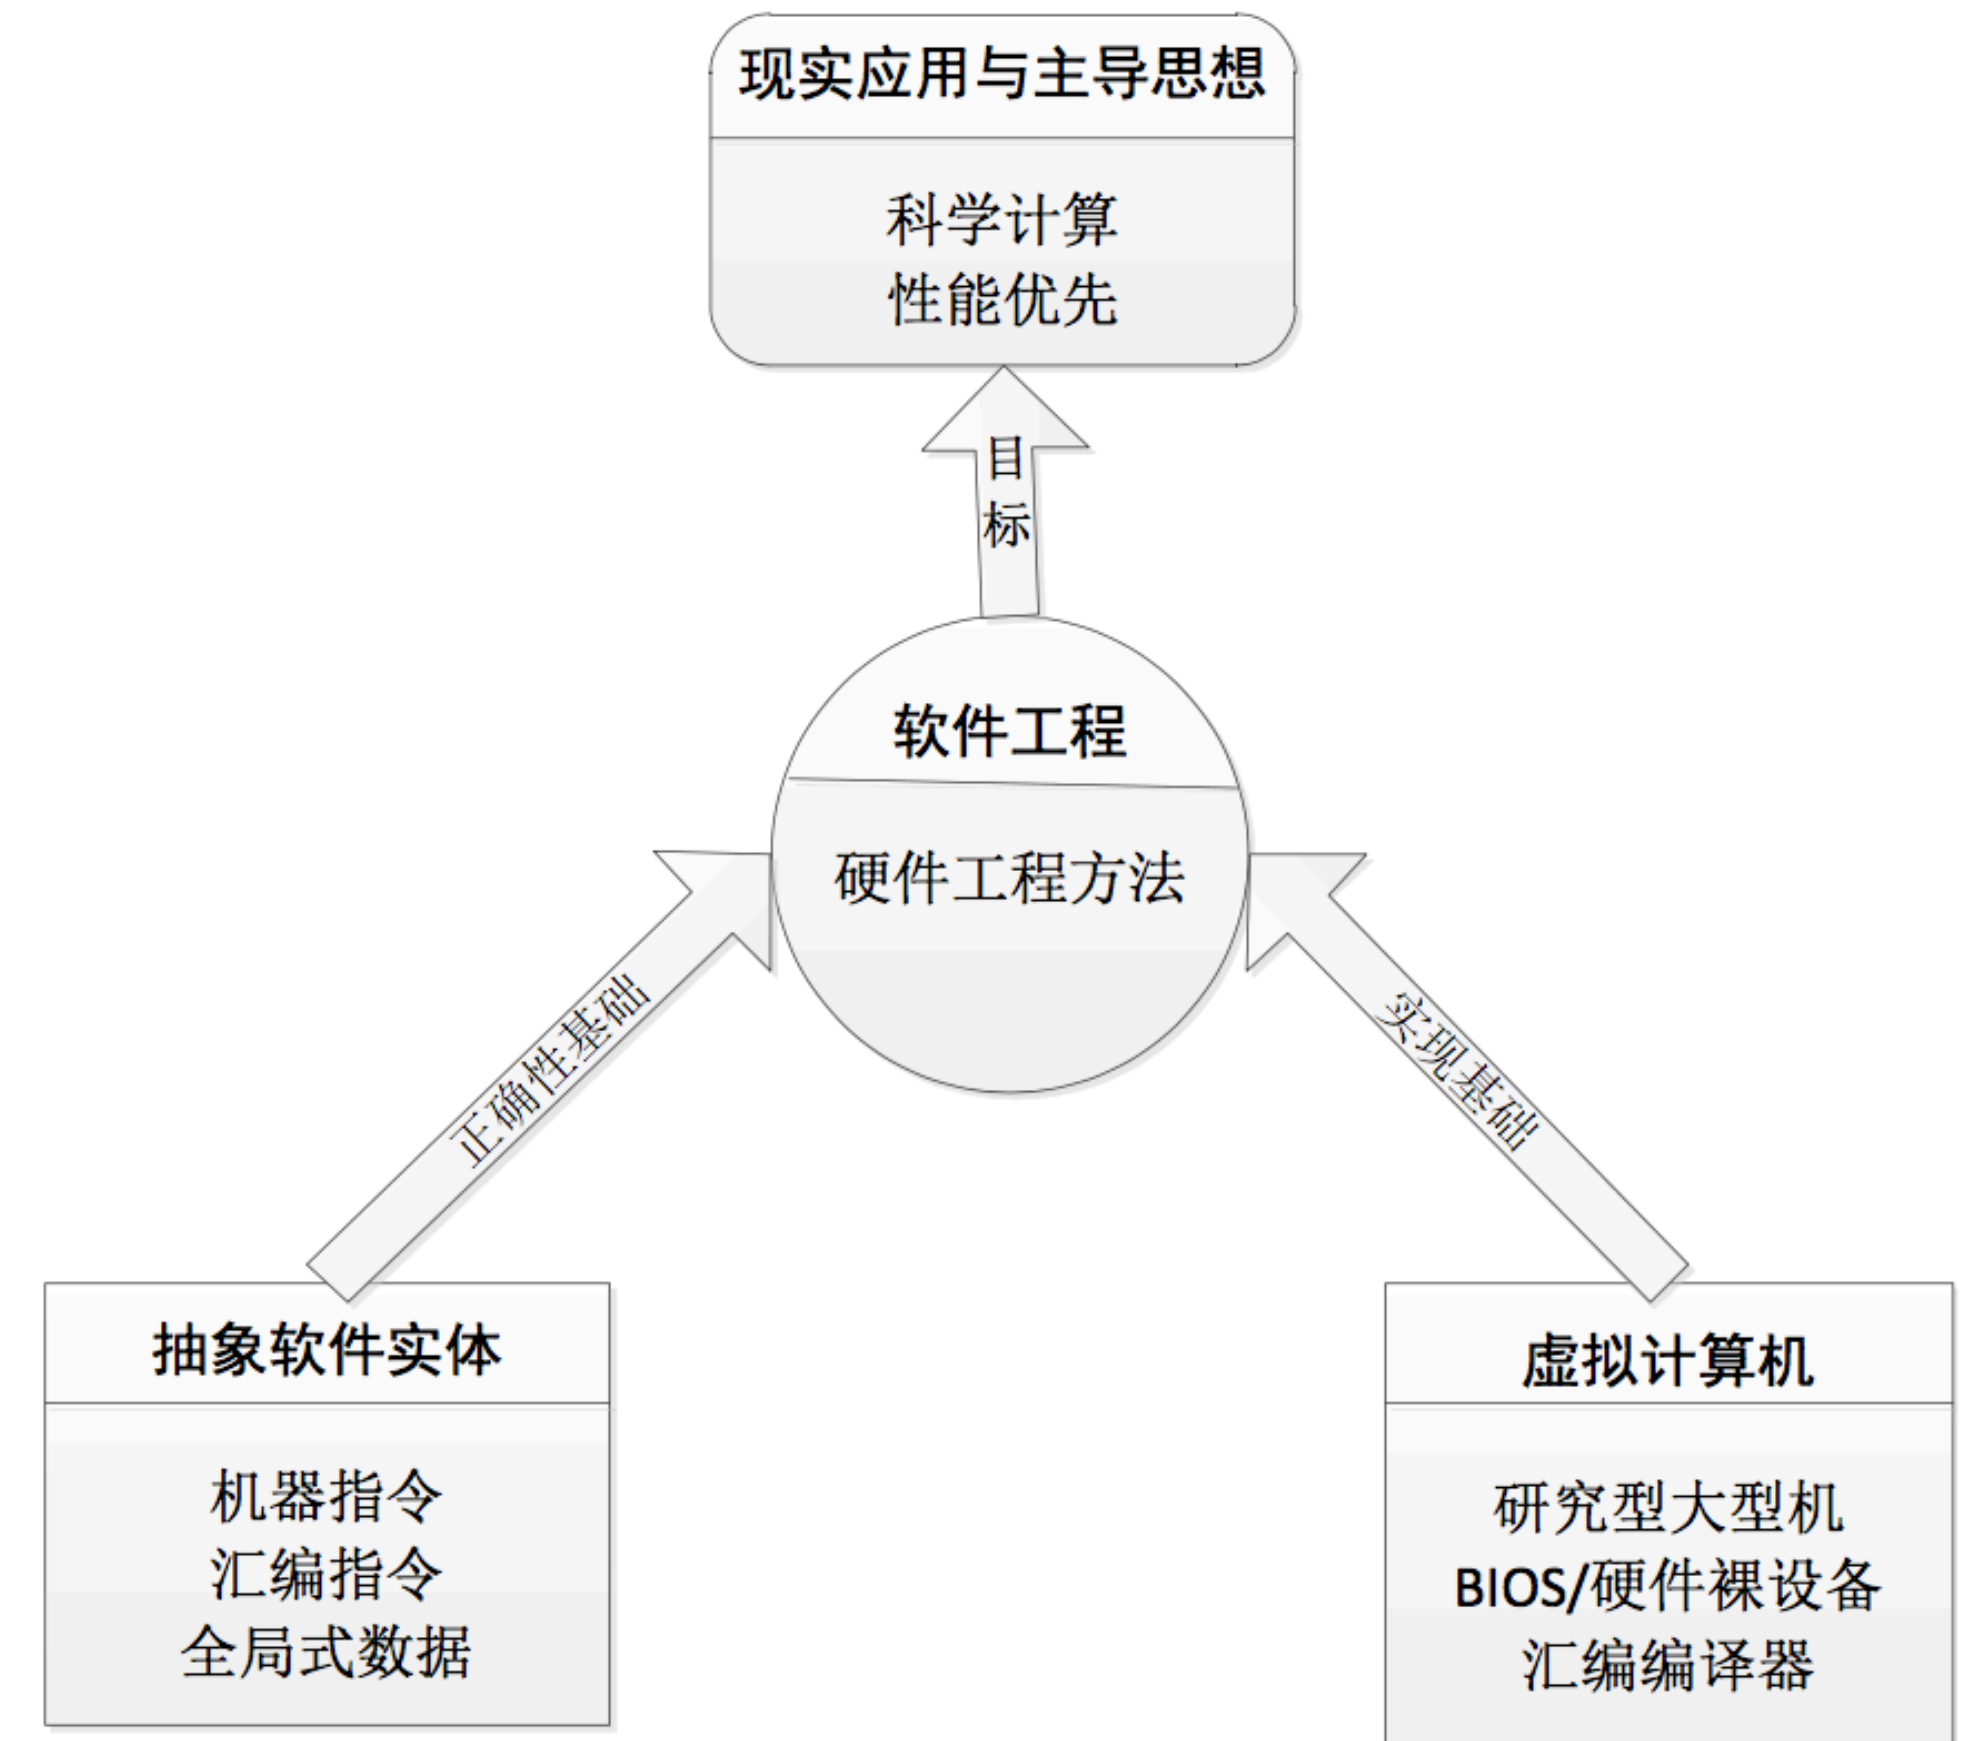 现实应用与主导思想
科学计算
性能优先
目
标
软件工程
硬件工程方法
正确性基础
实现基础
抽象软件实体
机器指令
汇编指令
全局式数据
虚拟计算机
研究型大型机
BIOS/硬件裸设备
汇编编译器